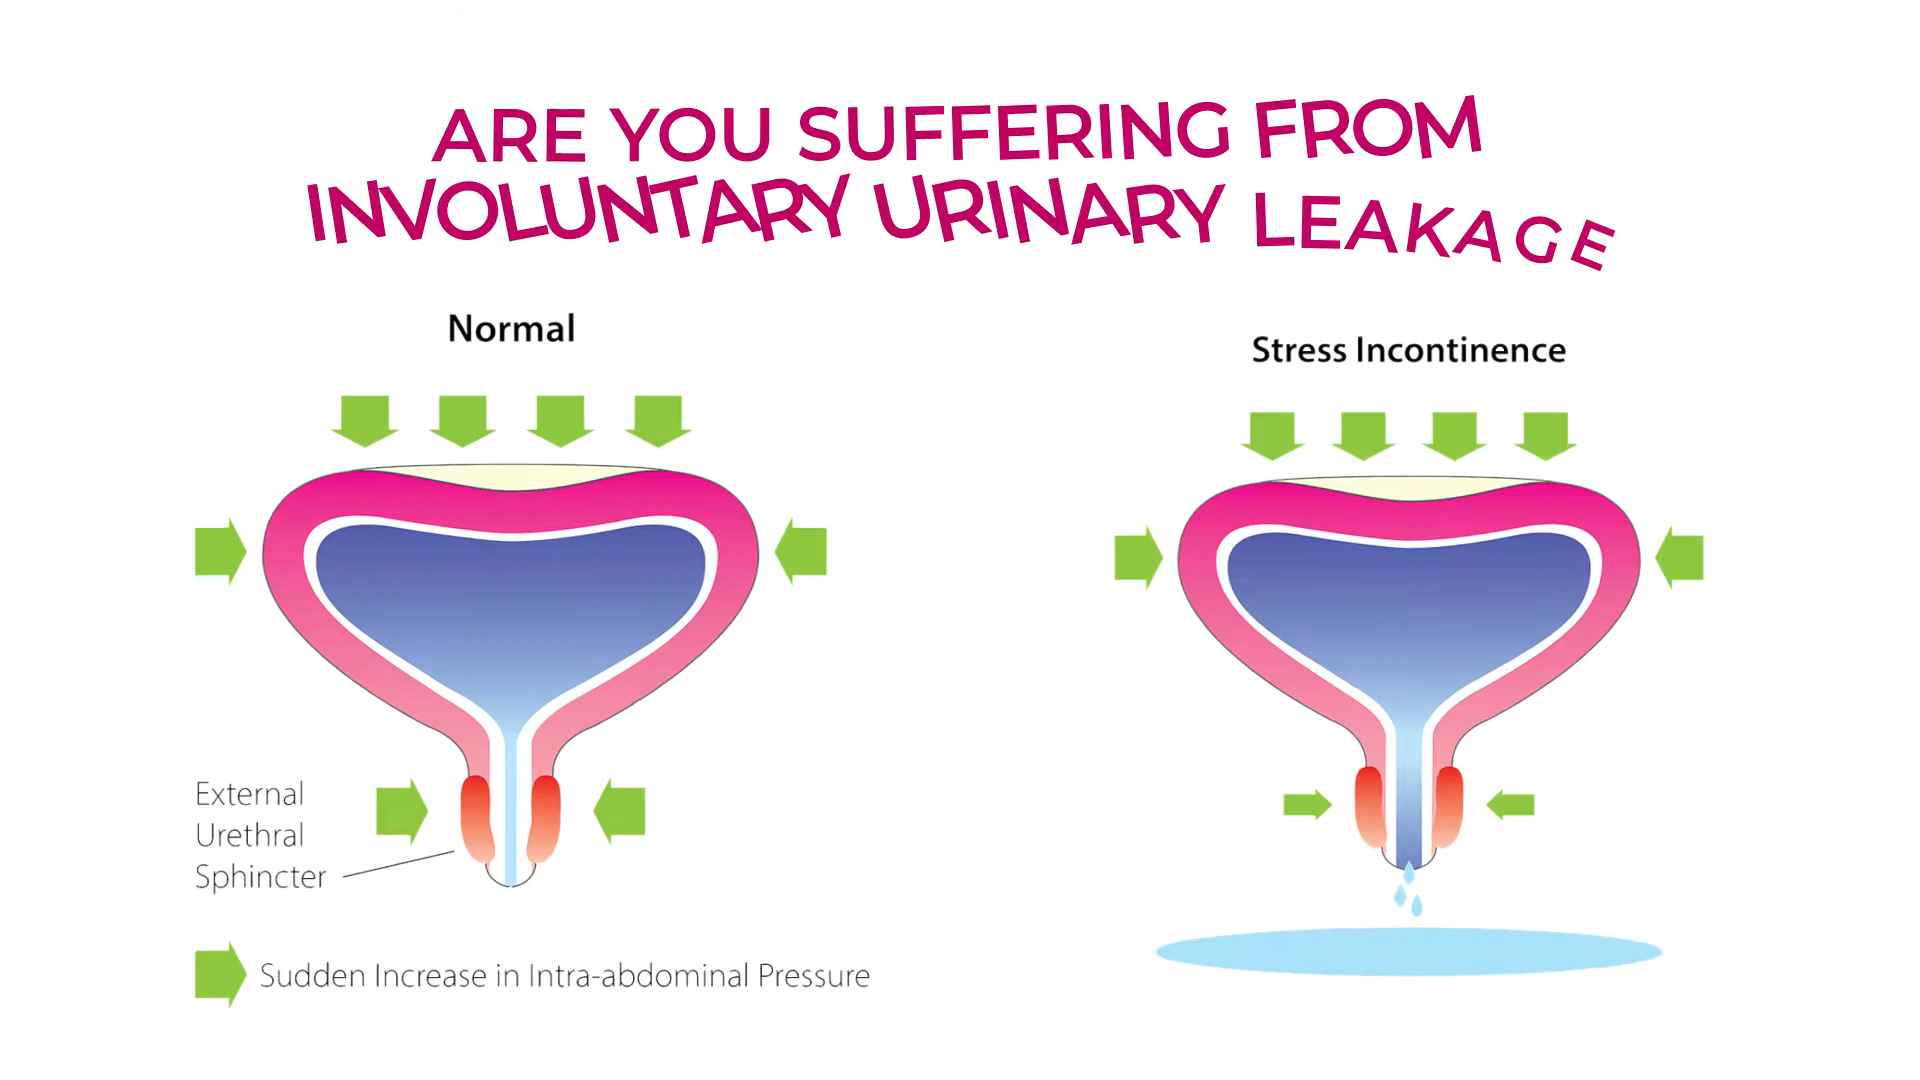 ARE YOU SUFFERING FROM
INVOLUNTARY URINARY LEAKAGE
Normal
Stress Incontinence
External
Urethral
Sphincter
Sudden Increase in Intra-abdominal Pressure